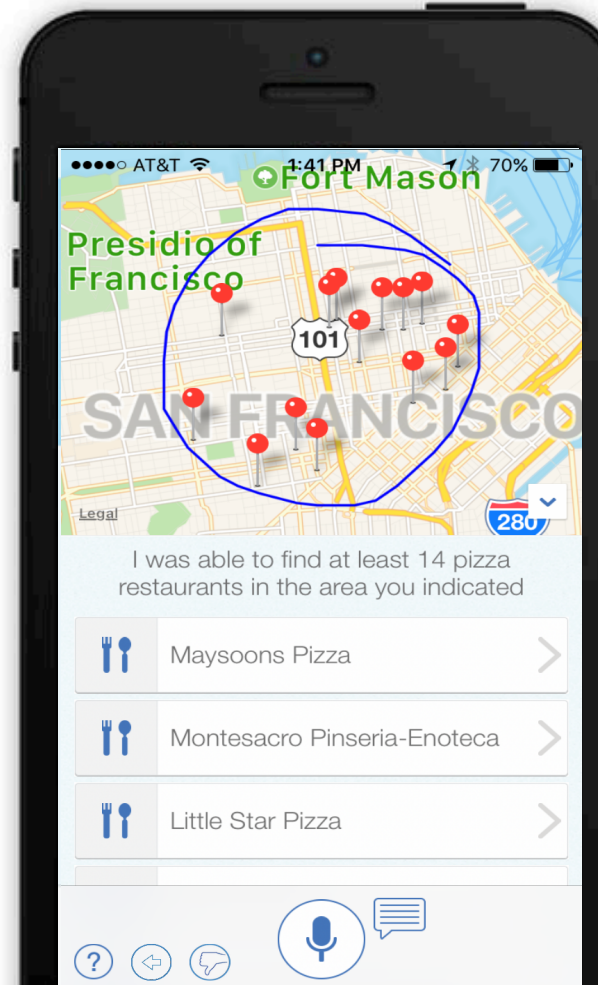 AT&T 1:41 PM 70%
Fort Mason
Presidio of
Francisco
101
SAN FRANCISCO
Legal
280
I was able to find at least 14 pizza
restaurants in the area you indicated
Maysoons Pizza
Montesacro Pinseria-Enoteca
Little Star Pizza
?